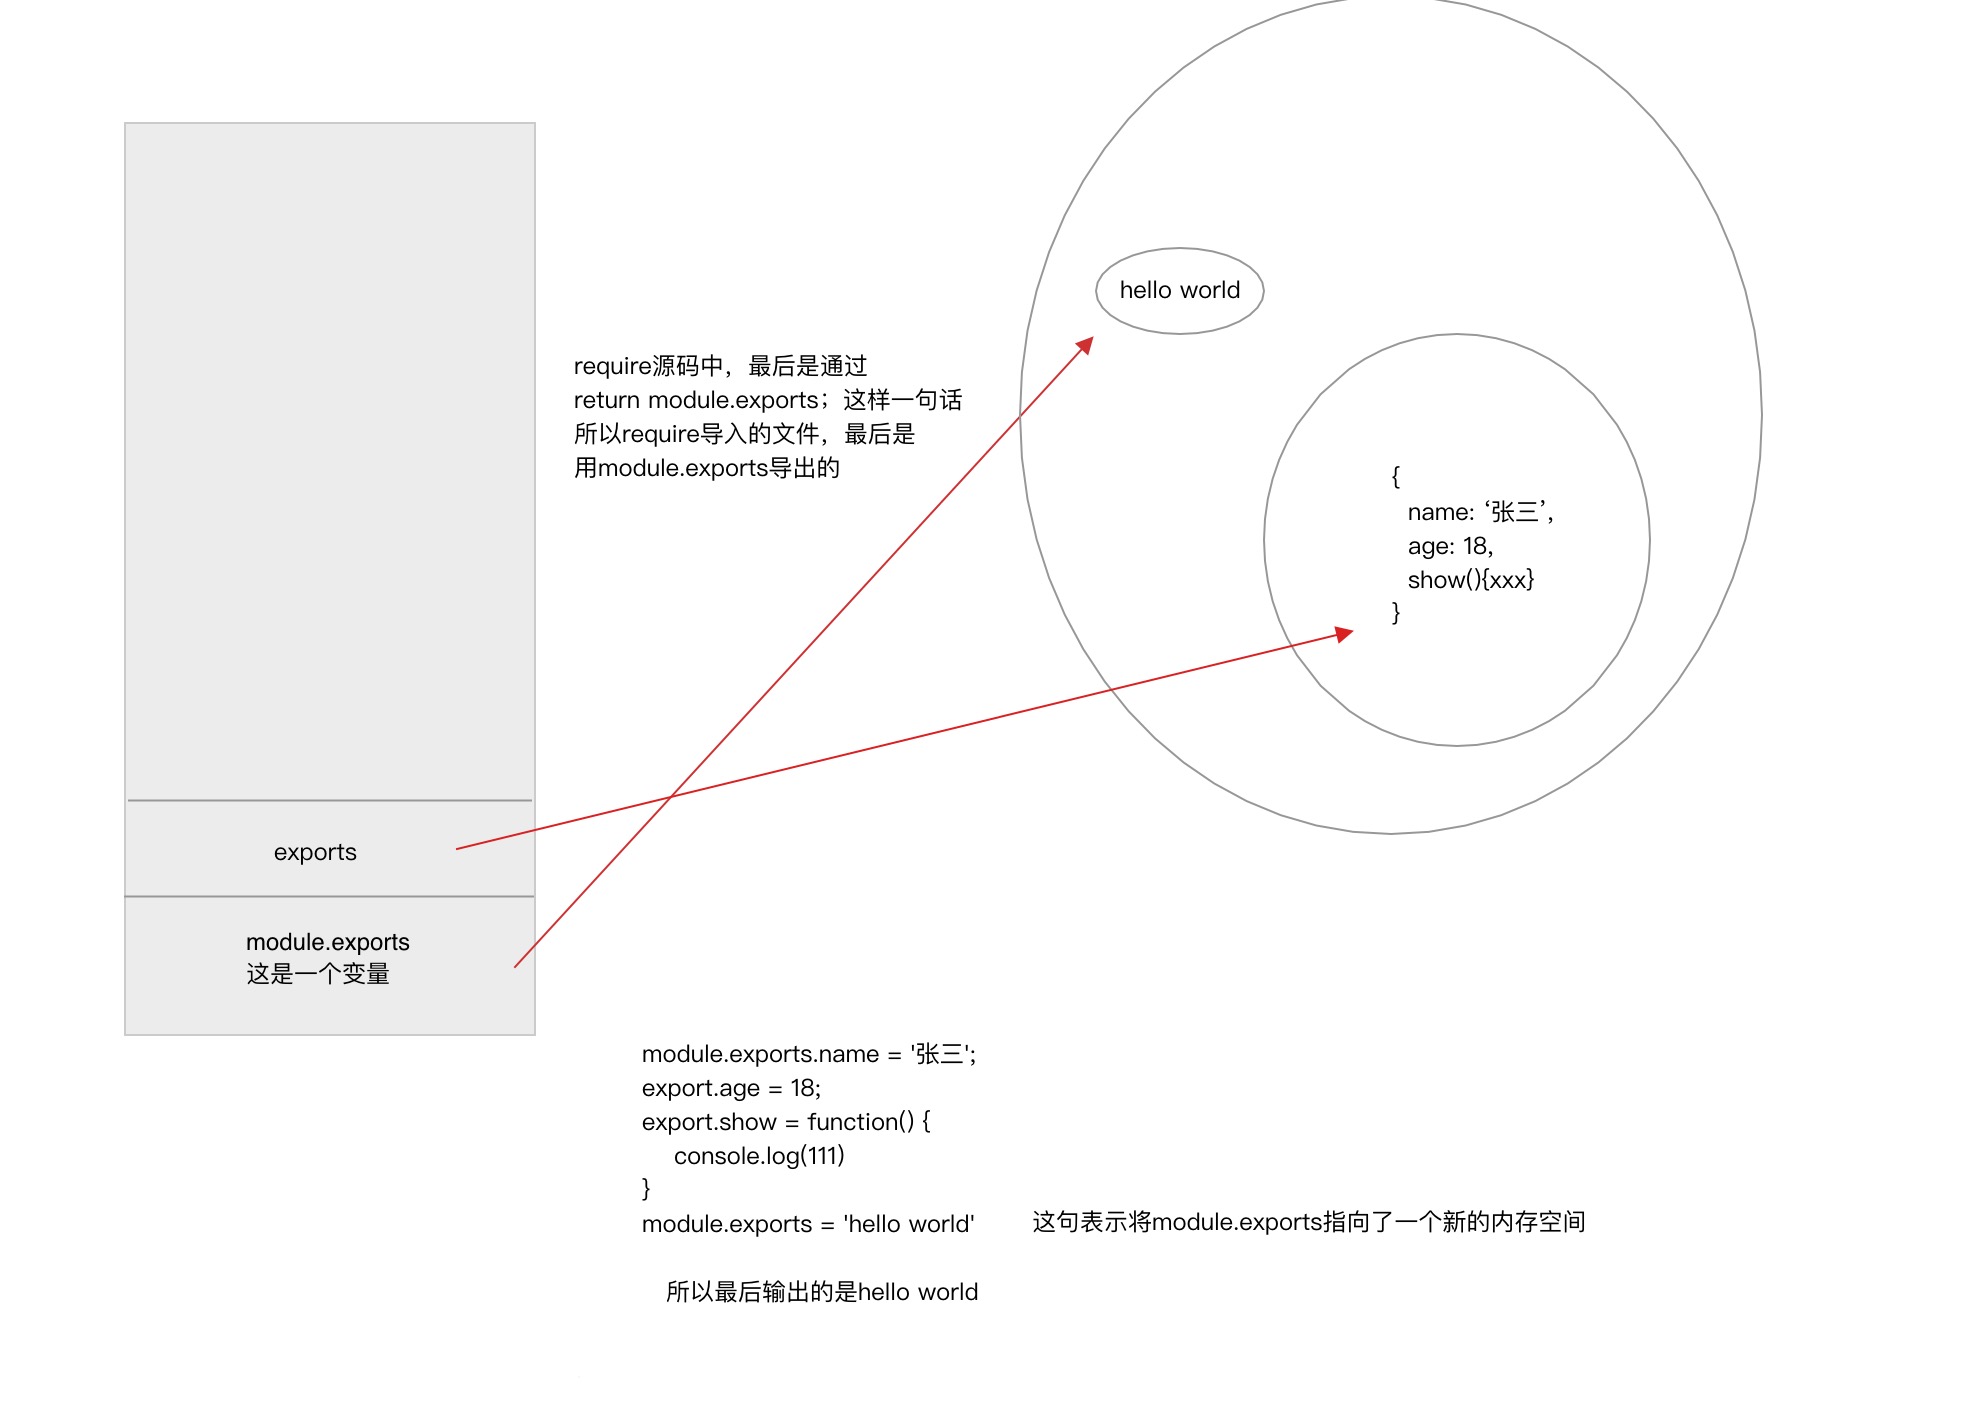 hello world
require源码中，最后是通过
return module.exports；这样一句话
所以require导入的文件，最后是
用module.exports导出的
{
name: ‘张三’,
age: 18,
show(){xxx}
}
exports
module.exports
这是一个变量
module.exports.name = '张三';
export.age = 18;
export.show = function() {
console.log(111)
}
module.exports = 'hello world'
这句表示将module.exports指向了一个新的内存空间
所以最后输出的是hello world